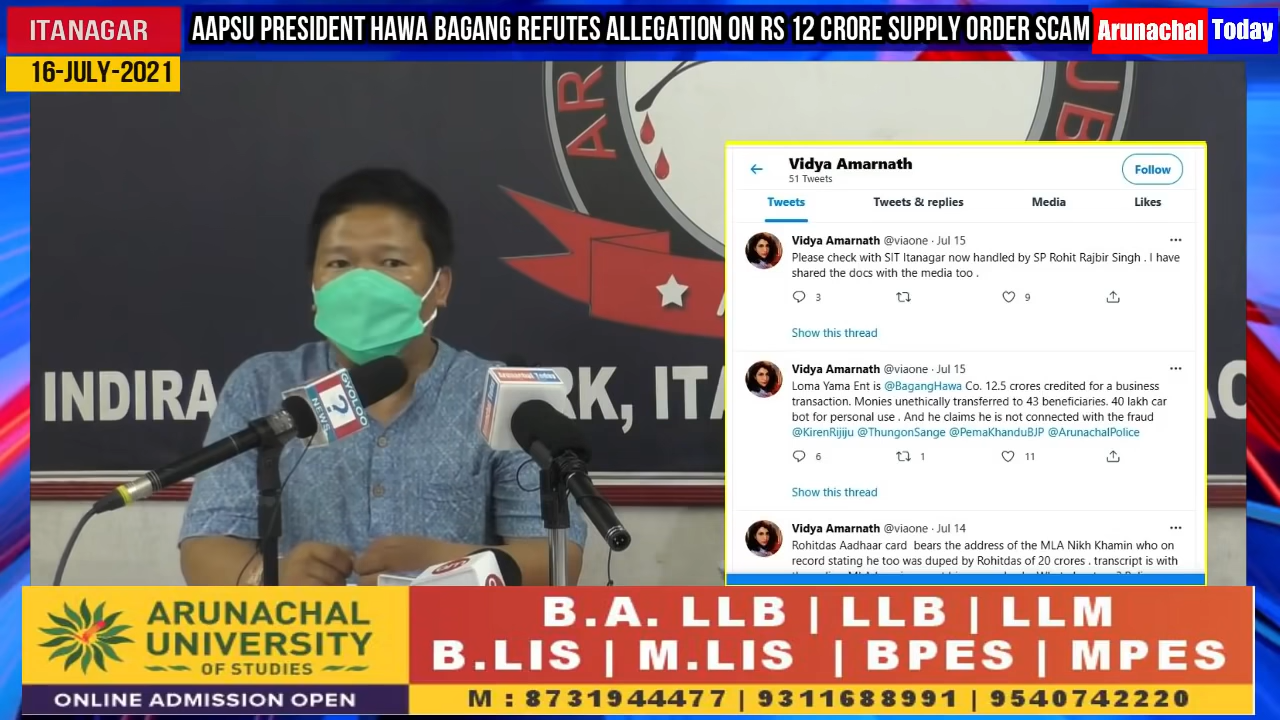 ITANAGAR
AAPSU PRESIDENT HAWA BAGANG REFUTES ALLEGATION ON RS 12 CRORE SUPPLY ORDER SCAM
Arunachal Today
16-JULY-2021
AR
INDIRA
RK, ITA
GYOLOO
NEWS
?
Arunachal Today
Vidya Amarnath
51 Tweets
Follow
Tweets
Tweets & replies
Media
Likes
Vidya Amarnath @viaone · Jul 15
Please check with SIT Itanagar now handled by SP Rohit Rajbir Singh . I have
shared the docs with the media too .
3
9
Show this thread
Vidya Amarnath @viaone · Jul 15
Loma Yama Ent is @BagangHawa Co. 12.5 crores credited for a business
transaction. Monies unethically transferred to 43 beneficiaries. 40 lakh car
bot for personal use . And he claims he is not connected with the fraud
@KirenRijiju @ThungonSange @PemaKhanduBJP @ArunachalPolice
6
1
11
Show this thread
Vidya Amarnath @viaone · Jul 14
Rohitdas Aadhaar card bears the address of the MLA Nikh Khamin who on
record stating he too was duped by Rohitdas of 20 crores . transcript is with
ARUNACHAL
UNIVERSITY
OF STUDIES
ONLINE ADMISSION OPEN
B.A. LLB | LLB | LLM
B.LIS | M.LIS | BPES | MPES
M : 8731944477 | 9311688991 | 9540742220